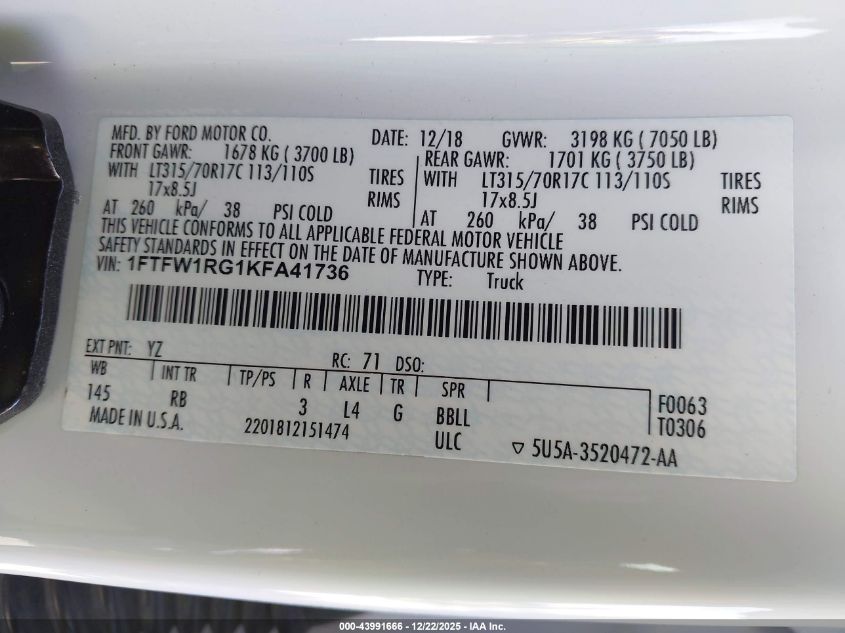 MFD. BY FORD MOTOR CO. DATE: 12/18 GVWR: 3198 KG ( 7050 LB)
FRONT GAWR: 1678 KG ( 3700 LB) REAR GAWR: 1701 KG ( 3750 LB)
WITH LT315/70R17C 113/110S TIRES WITH LT315/70R17C 113/110S TIRES
17x8.5J RIMS 17x8.5J RIMS
AT 260 kPa/ 38 PSI COLD AT 260 kPa/ 38 PSI COLD
THIS VEHICLE CONFORMS TO ALL APPLICABLE FEDERAL MOTOR VEHICLE
SAFETY STANDARDS IN EFFECT ON THE DATE OF MANUFACTURE SHOWN ABOVE.
VIN: 1FTFW1RG1KFA41736 TYPE: Truck
EXT PNT: YZ RC: 71 DSO:
WB INT TR TP/PS R AXLE TR SPR
145 RB 3 L4 G BBLL F0063
MADE IN U.S.A. 2201812151474 ULC T0306
▽ 5U5A-3520472-AA
000-43991666 - 12/22/2025 - IAA Inc.